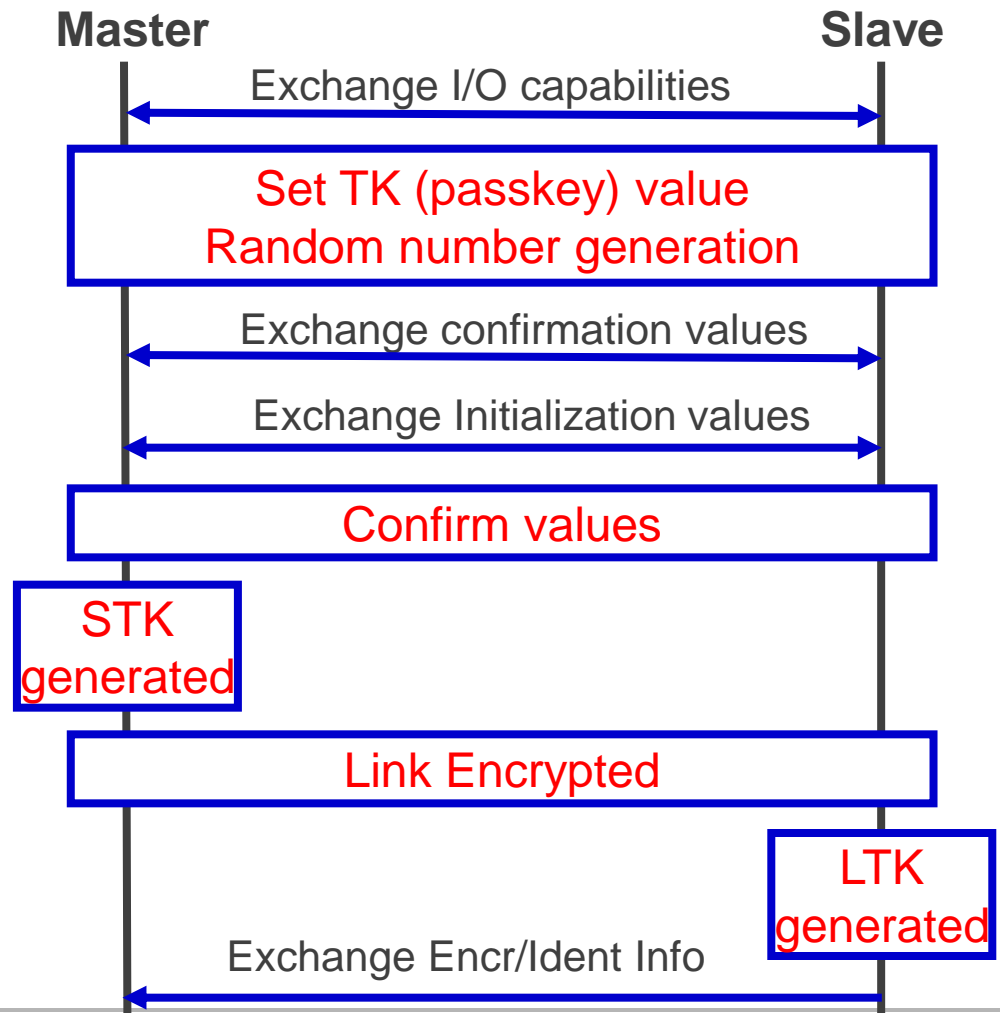 Master Slave
Exchange I/O capabilities
Set TK (passkey) value
Random number generation
Exchange confirmation values
Exchange Initialization values
Confirm values
STK
generated
Link Encrypted
LTK
generated
Exchange Encr/Ident Info